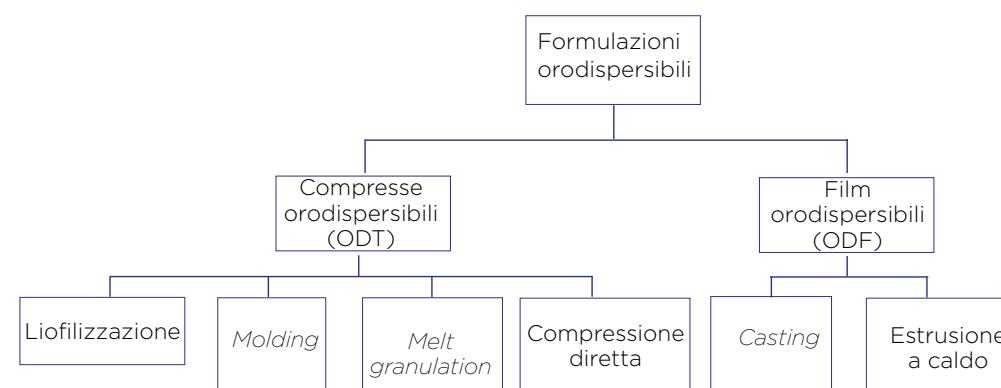 Formulazioni
orodispersibili
Compresse
orodispersibili
(ODT)
Film
orodispersibili
(ODF)
Liofilizzazione
Molding
Melt
granulation
Compressione
diretta
Casting
Estrusione
a caldo